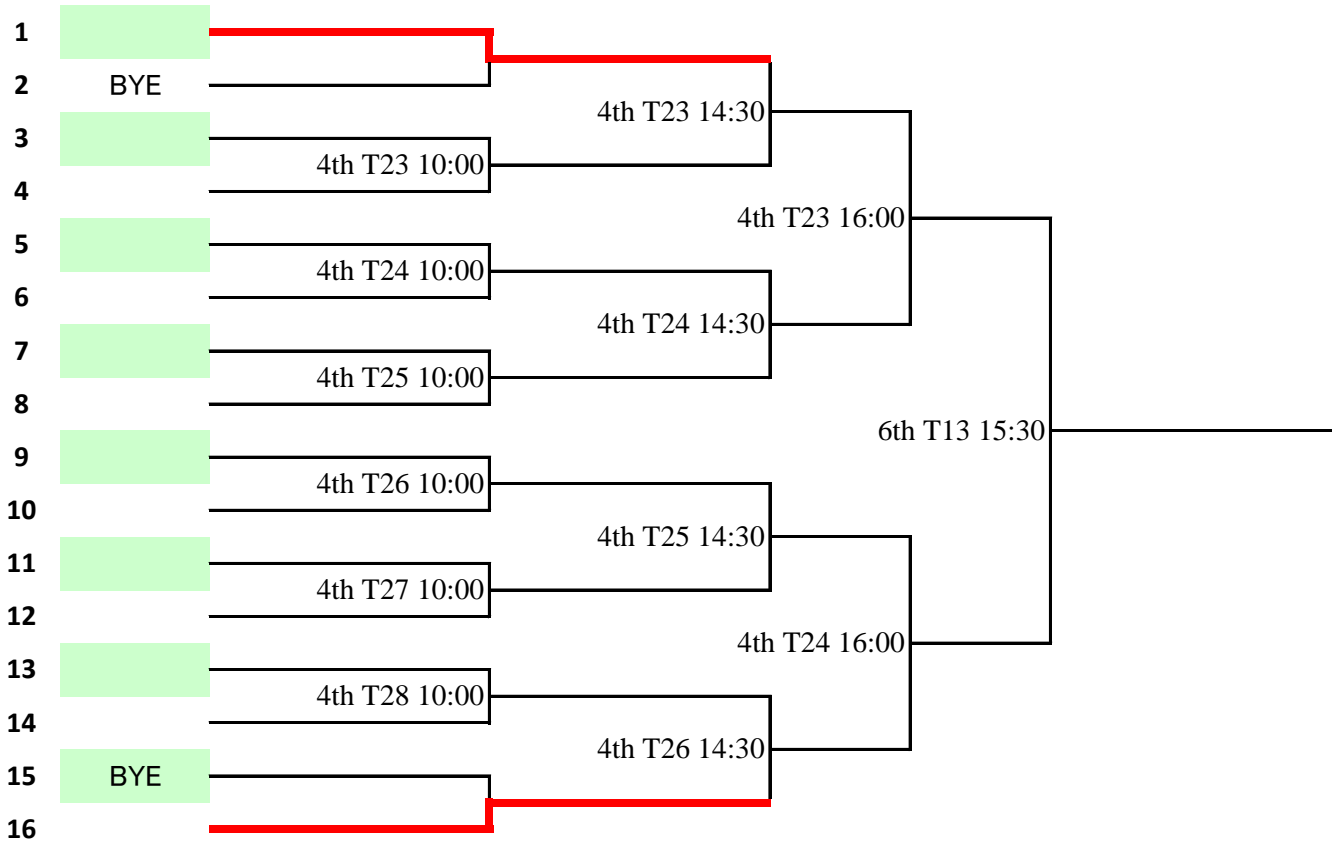 1
2 BYE
4th T23 14:30
3
4th T23 10:00
4
4th T23 16:00
5
4th T24 10:00
6
4th T24 14:30
7
4th T25 10:00
8
6th T13 15:30
9
4th T26 10:00
10
4th T25 14:30
11
4th T27 10:00
12
4th T24 16:00
13
4th T28 10:00
14
4th T26 14:30
15 BYE
16